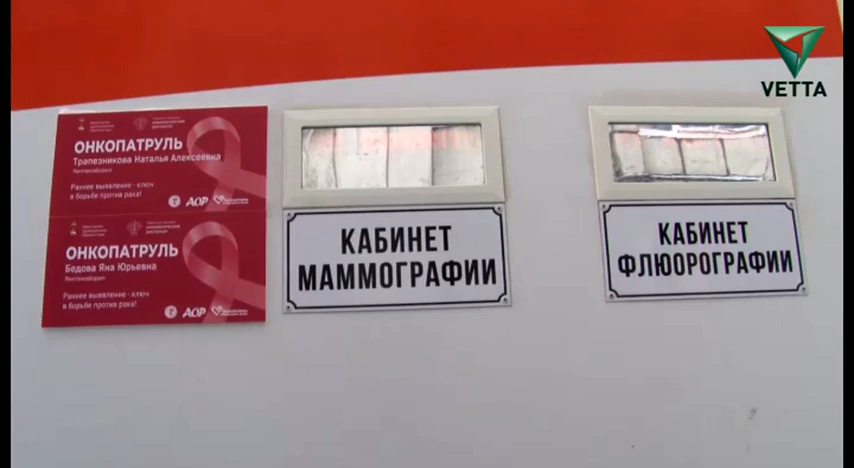 VETTA
ОНКОПАТРУЛЬ
Трапезникова Наталья Алексеевна
Рентгенолаборант
Раннее выявление - ключ
в борьбе против рака!
АОР
ОНКОПАТРУЛЬ
Бедова Яна Юрьевна
Рентгенолаборант
Раннее выявление - ключ
в борьбе против рака!
АОР
КАБИНЕТ
МАММОГРАФИИ
КАБИНЕТ
ФЛЮОРОГРАФИИ